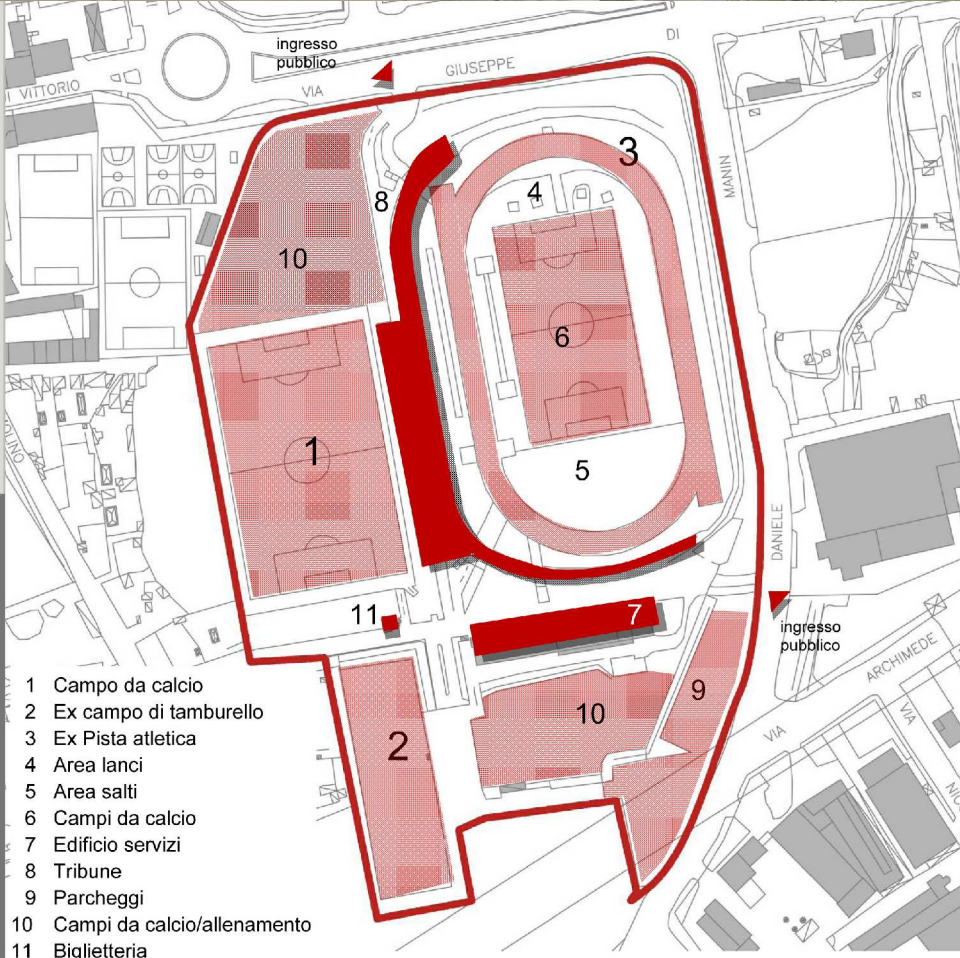 DI
ingresso
pubblico
GIUSEPPE
VIA
VITTORIO
3
MANIN
4
8
10
6
1
5
DANIELE
11
7
ingresso
pubblico
ARCHIMEDE
9
10
VIA
VIA
2
1 Campo da calcio
2 Ex campo di tamburello
3 Ex Pista atletica
4 Area lanci
5 Area salti
6 Campi da calcio
7 Edificio servizi
8 Tribune
9 Parcheggi
10 Campi da calcio/allenamento
11 Biglietteria